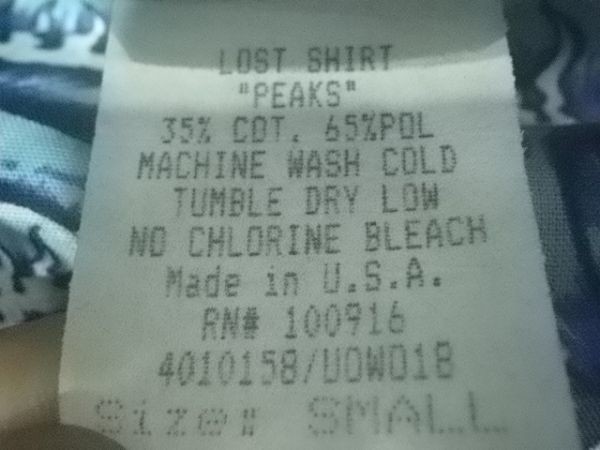 LOST SHIRT
"PEAKS"
35% COT. 65%POL
MACHINE WASH COLD
TUMBLE DRY LOW
NO CHLORINE BLEACH
Made in U.S.A.
RN# 100916
4010158/UOW01B
Size: SMALL